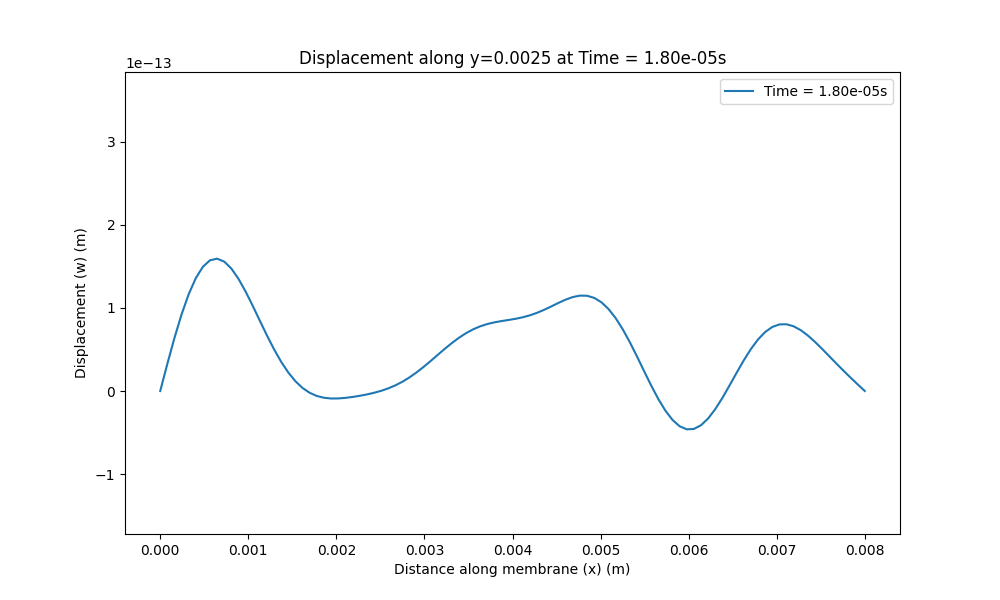 Displacement along y=0.0025 at Time = 1.80e-05s
1e−13
Time = 1.80e-05s
3
2
1
0
−1
Displacement (w) (m)
0.000 0.001 0.002 0.003 0.004 0.005 0.006 0.007 0.008
Distance along membrane (x) (m)